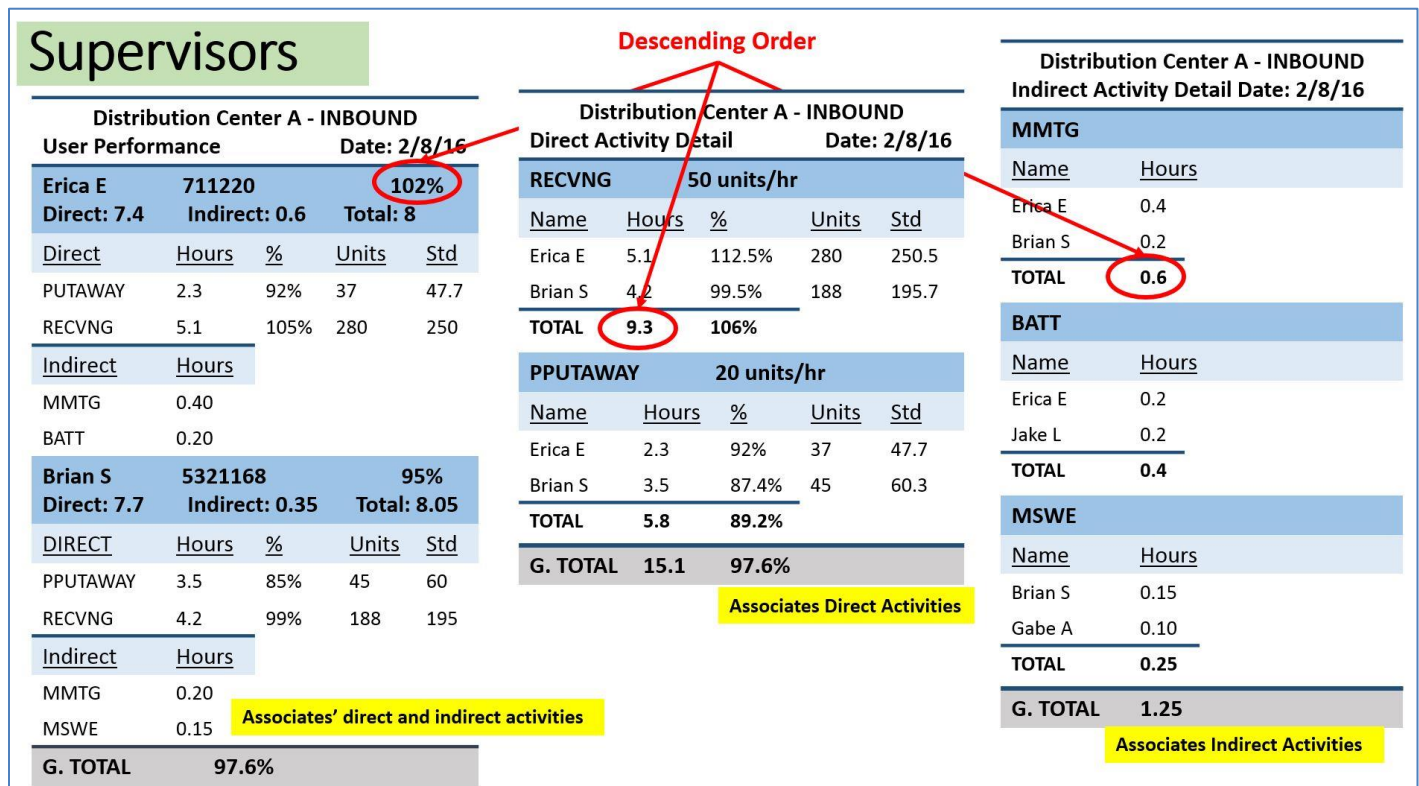 Supervisors
Descending Order
Distribution Center A - INBOUND
User Performance Date: 2/8/16
Erica E 711220 102%
Direct: 7.4 Indirect: 0.6 Total: 8
Direct Hours % Units Std
PUTAWAY 2.3 92% 37 47.7
RECVNG 5.1 105% 280 250
Indirect Hours
MMTG 0.40
BATT 0.20
Brian S 5321168 95%
Direct: 7.7 Indirect: 0.35 Total: 8.05
DIRECT Hours % Units Std
PPUTAWAY 3.5 85% 45 60
RECVNG 4.2 99% 188 195
Indirect Hours
MMTG 0.20
MSWE 0.15
Associates’ direct and indirect activities
G. TOTAL 97.6%
Distribution Center A - INBOUND
Direct Activity Detail Date: 2/8/16
RECVNG 50 units/hr
Name Hours % Units Std
Erica E 5.1 112.5% 280 250.5
Brian S 4.2 99.5% 188 195.7
TOTAL 9.3 106%
PPUTAWAY 20 units/hr
Name Hours % Units Std
Erica E 2.3 92% 37 47.7
Brian S 3.5 87.4% 45 60.3
TOTAL 5.8 89.2%
G. TOTAL 15.1 97.6%
Associates Direct Activities
Distribution Center A - INBOUND
Indirect Activity Detail Date: 2/8/16
MMTG
Name Hours
Erica E 0.4
Brian S 0.2
TOTAL 0.6
BATT
Name Hours
Erica E 0.2
Jake L 0.2
TOTAL 0.4
MSWE
Name Hours
Brian S 0.15
Gabe A 0.10
TOTAL 0.25
G. TOTAL 1.25
Associates Indirect Activities